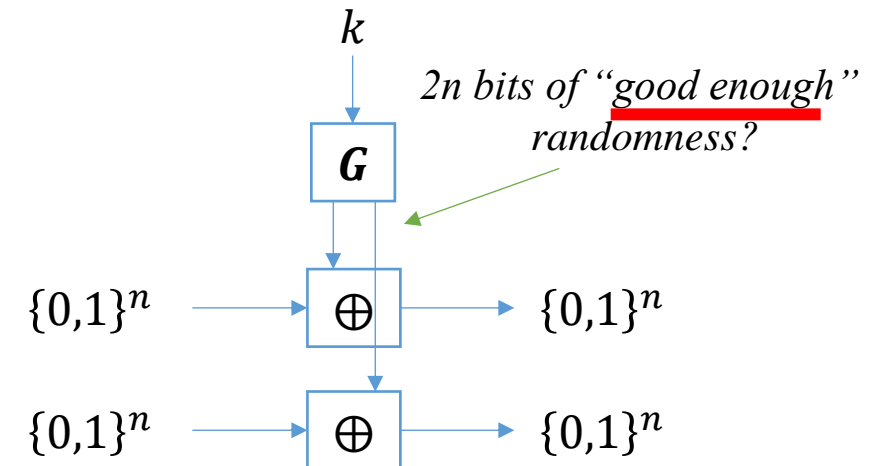 k
2n bits of “good enough”
randomness?
G
{0,1}^n ⊕ {0,1}^n
{0,1}^n ⊕ {0,1}^n